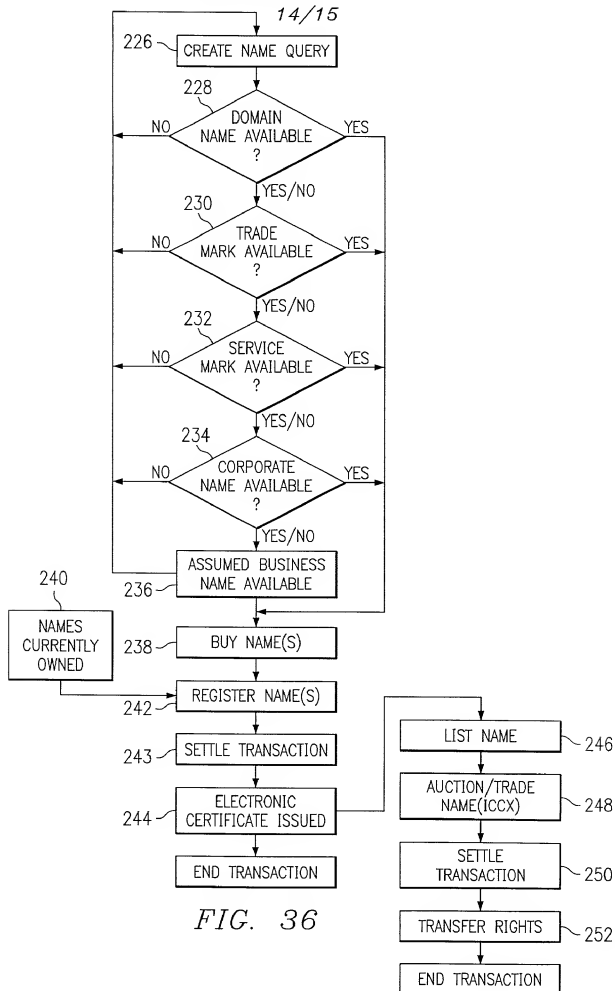 14/15
226
CREATE NAME QUERY
228
DOMAIN
NAME AVAILABLE
?
NO
YES
YES/NO
230
TRADE
MARK AVAILABLE
?
NO
YES
YES/NO
232
SERVICE
MARK AVAILABLE
?
NO
YES
YES/NO
234
CORPORATE
NAME AVAILABLE
?
NO
YES
YES/NO
236
ASSUMED BUSINESS
NAME AVAILABLE
240
NAMES
CURRENTLY
OWNED
238
BUY NAME(S)
242
REGISTER NAME(S)
243
SETTLE TRANSACTION
244
ELECTRONIC
CERTIFICATE ISSUED
END TRANSACTION
LIST NAME
246
AUCTION/TRADE
NAME(ICCX)
248
SETTLE
TRANSACTION
250
TRANSFER RIGHTS
252
END TRANSACTION
FIG. 36